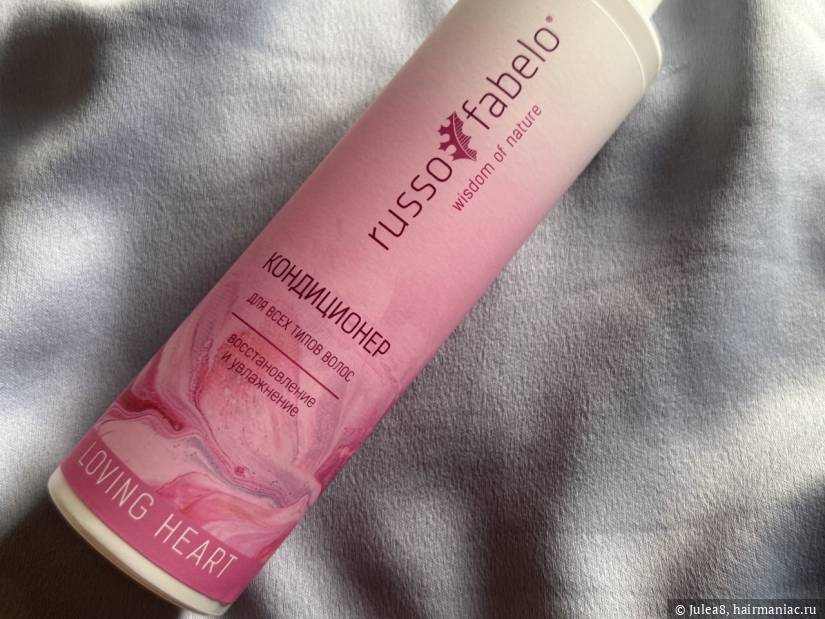 russo fabelo®
wisdom of nature
КОНДИЦИОНЕР
ДЛЯ ВСЕХ ТИПОВ ВОЛОС
восстановление
и увлажнение
LOVING HEART
© Julea8, hairmaniac.ru